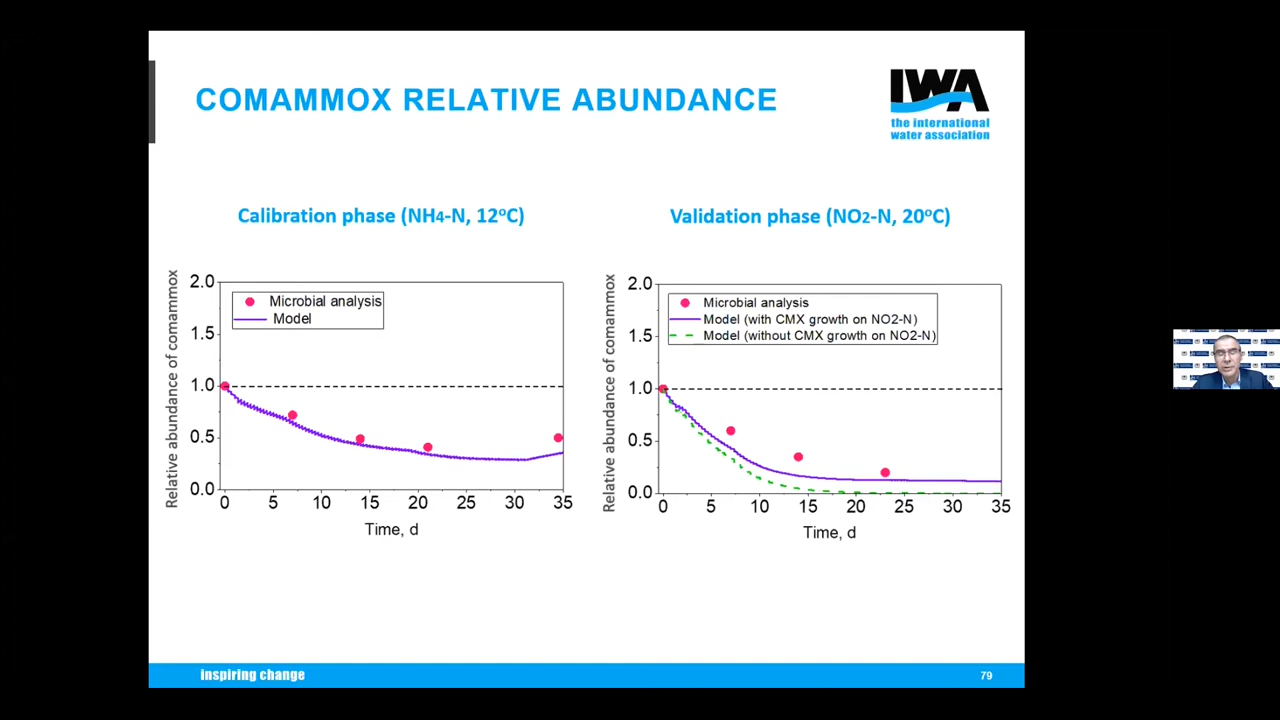 COMAMMOX RELATIVE ABUNDANCE
IWA
the international
water association
Calibration phase (NH4-N, 12°C)
Validation phase (NO2-N, 20°C)
Relative abundance of comammox
2.0
1.5
1.0
0.5
0.0
Microbial analysis
Model
0 5 10 15 20 25 30 35
Time, d
Relative abundance of comammox
2.0
1.5
1.0
0.5
0.0
Microbial analysis
Model (with CMX growth on NO2-N)
Model (without CMX growth on NO2-N)
0 5 10 15 20 25 30 35
Time, d
inspiring change
79